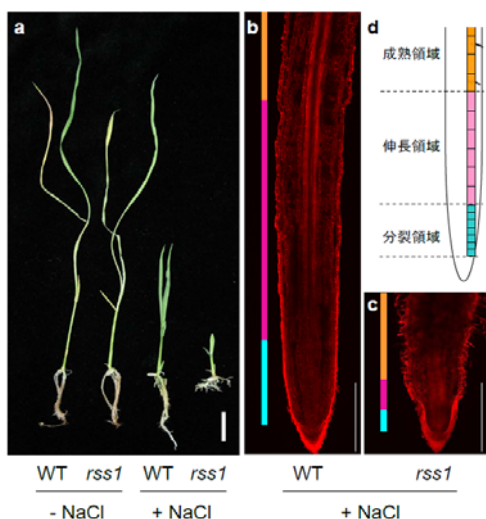 a
b
d
成熟領域
伸長領域
分裂領域
c
WT rss1 WT rss1
- NaCl + NaCl
WT rss1
+ NaCl